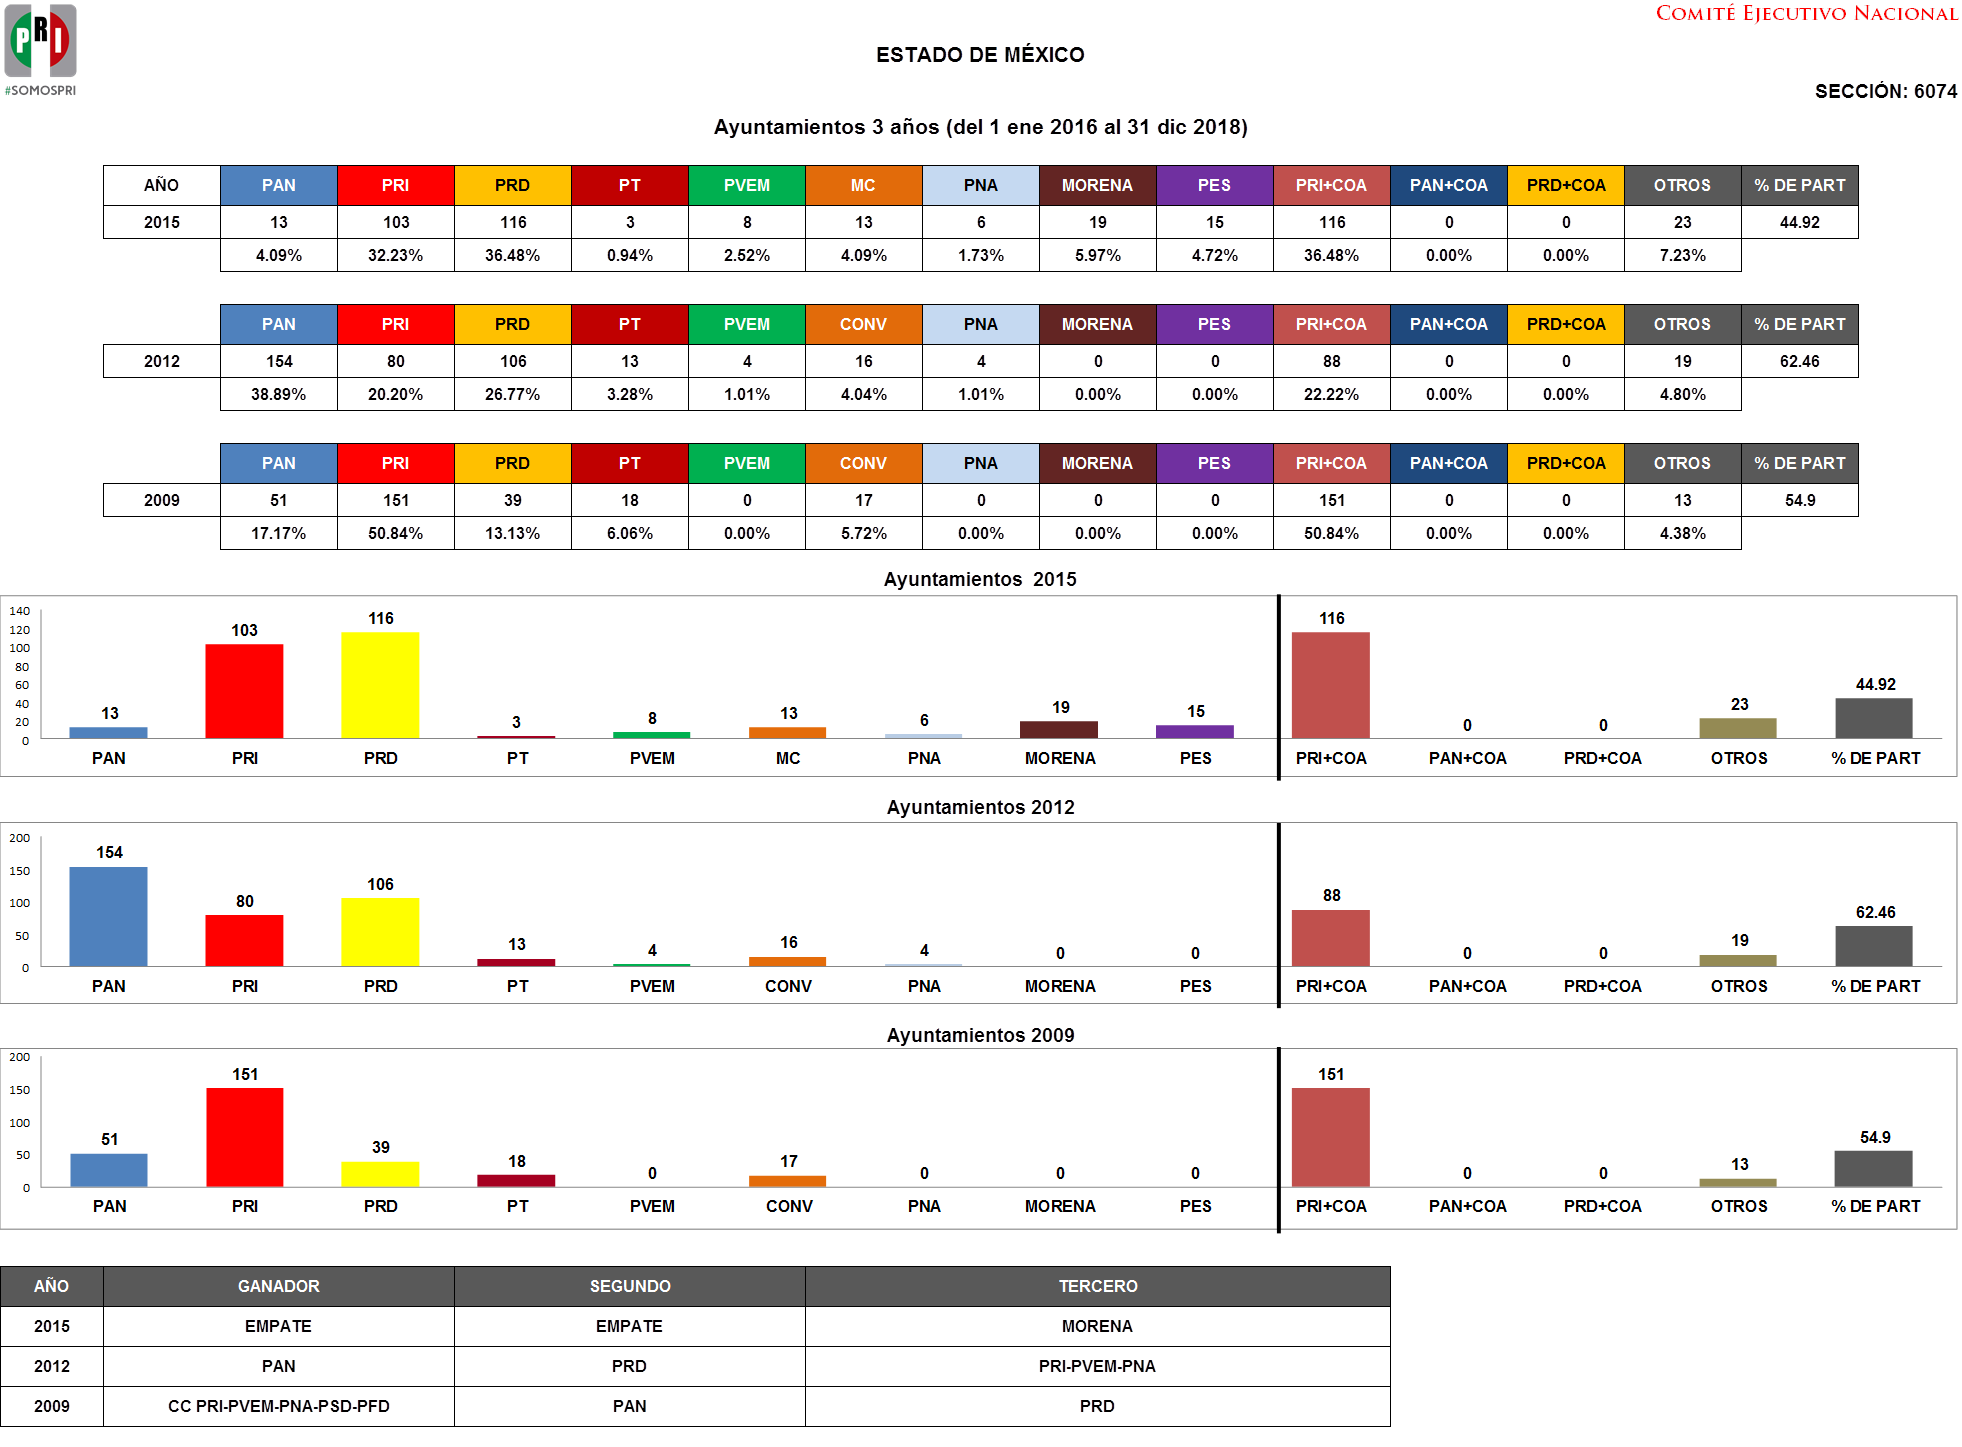 PRI
#SOMOSPRI
COMITÉ EJECUTIVO NACIONAL
ESTADO DE MÉXICO
SECCIÓN: 6074
Ayuntamientos 3 años (del 1 ene 2016 al 31 dic 2018)
AÑO PAN PRI PRD PT PVEM MC PNA MORENA PES PRI+COA PAN+COA PRD+COA OTROS % DE PART
2015 13 103 116 3 8 13 6 19 15 116 0 0 23 44.92
4.09% 32.23% 36.48% 0.94% 2.52% 4.09% 1.73% 5.97% 4.72% 36.48% 0.00% 0.00% 7.23%
PAN PRI PRD PT PVEM CONV PNA MORENA PES PRI+COA PAN+COA PRD+COA OTROS % DE PART
2012 154 80 106 13 4 16 4 0 0 88 0 0 19 62.46
38.89% 20.20% 26.77% 3.28% 1.01% 4.04% 1.01% 0.00% 0.00% 22.22% 0.00% 0.00% 4.80%
PAN PRI PRD PT PVEM CONV PNA MORENA PES PRI+COA PAN+COA PRD+COA OTROS % DE PART
2009 51 151 39 18 0 17 0 0 0 151 0 0 13 54.9
17.17% 50.84% 13.13% 6.06% 0.00% 5.72% 0.00% 0.00% 0.00% 50.84% 0.00% 0.00% 4.38%
Ayuntamientos 2015
140
120
100
80
60
40
20
0
13 103 116 3 8 13 6 19 15 116 0 0 23 44.92
PAN PRI PRD PT PVEM MC PNA MORENA PES PRI+COA PAN+COA PRD+COA OTROS % DE PART
Ayuntamientos 2012
200
150
100
50
0
154 80 106 13 4 16 4 0 0 88 0 0 19 62.46
PAN PRI PRD PT PVEM CONV PNA MORENA PES PRI+COA PAN+COA PRD+COA OTROS % DE PART
Ayuntamientos 2009
200
150
100
50
0
51 151 39 18 0 17 0 0 0 151 0 0 13 54.9
PAN PRI PRD PT PVEM CONV PNA MORENA PES PRI+COA PAN+COA PRD+COA OTROS % DE PART
AÑO GANADOR SEGUNDO TERCERO
2015 EMPATE EMPATE MORENA
2012 PAN PRD PRI-PVEM-PNA
2009 CC PRI-PVEM-PNA-PSD-PFD PAN PRD